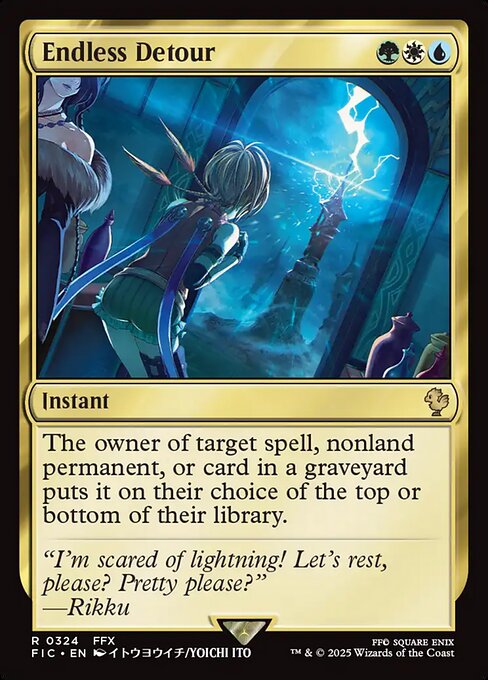 Endless Detour
Instant
The owner of target spell, nonland
permanent, or card in a graveyard
puts it on their choice of the top or
bottom of their library.
“I’m scared of lightning! Let’s rest,
please? Pretty please?”
—Rikku
R 0324 FFX
FIC • EN イトウヨウイチ/YOICHI ITO
FF© SQUARE ENIX
™ & © 2025 Wizards of the Coast